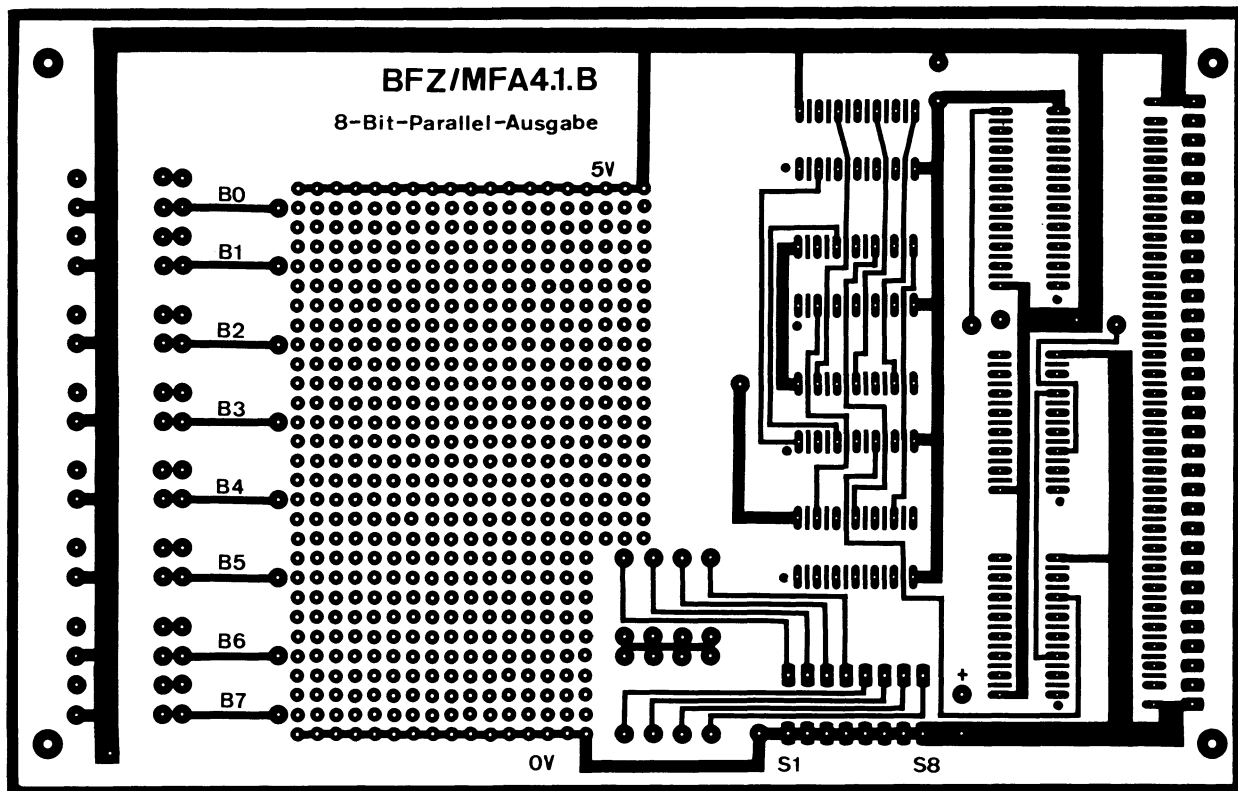 BFZ/MFA4.1.B
8-Bit-Parallel-Ausgabe
5V
B0
B1
B2
B3
B4
B5
B6
B7
+
0V
S1 S8